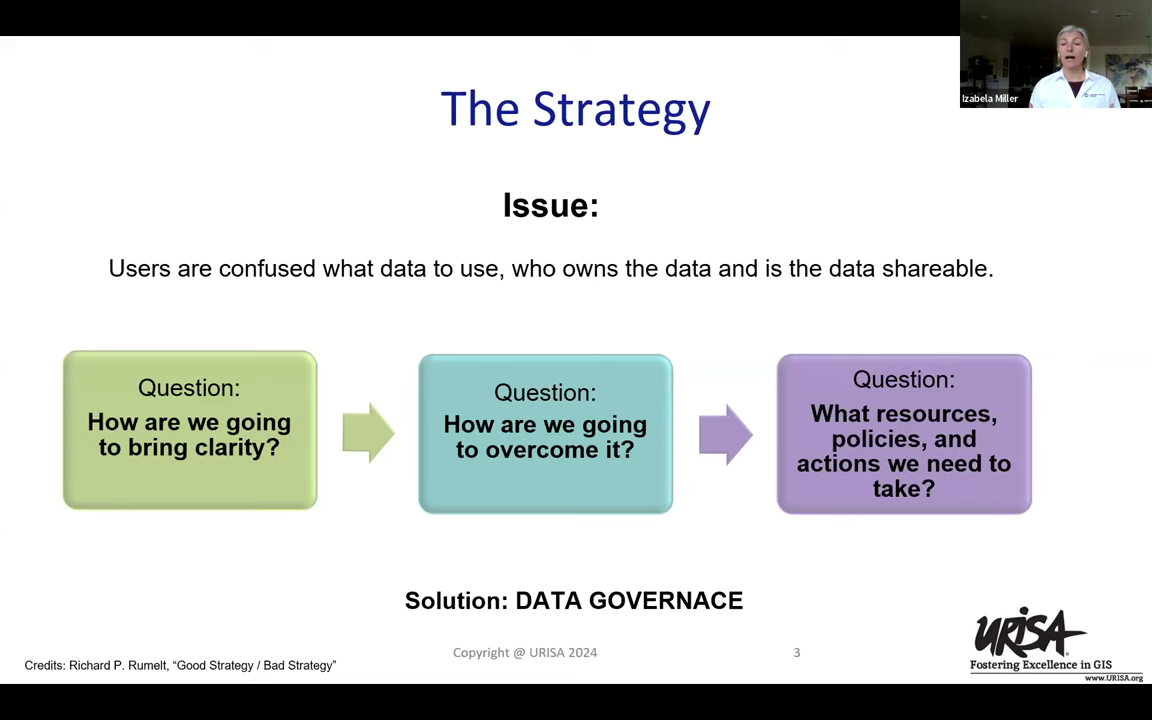 Izabela Miller
The Strategy
Issue:
Users are confused what data to use, who owns the data and is the data shareable.
Question:
How are we going
to bring clarity?
Question:
How are we going
to overcome it?
Question:
What resources,
policies, and
actions we need to
take?
Solution: DATA GOVERNACE
Credits: Richard P. Rumelt, “Good Strategy / Bad Strategy”
Copyright @ URISA 2024
3
URISA
Fostering Excellence in GIS
www.URISA.org